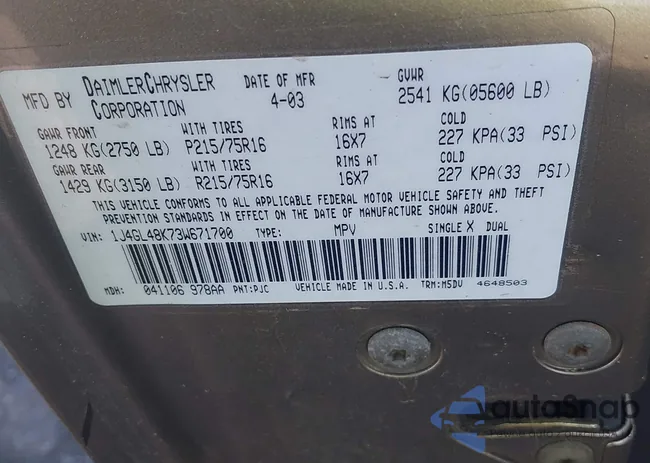 MFD BY DAIMLERCHRYSLER CORPORATION DATE OF MFR 4-03 GVWR 2541 KG(05600 LB)
GAWR FRONT WITH TIRES RIMS AT COLD
1248 KG(2750 LB) P215/75R16 16X7 227 KPA(33 PSI)
GAWR REAR WITH TIRES RIMS AT COLD
1429 KG(3150 LB) R215/75R16 16X7 227 KPA(33 PSI)
THIS VEHICLE CONFORMS TO ALL APPLICABLE FEDERAL MOTOR VEHICLE SAFETY AND THEFT
PREVENTION STANDARDS IN EFFECT ON THE DATE OF MANUFACTURE SHOWN ABOVE.
VIN: 1J4GL48K73W671700 TYPE: MPV SINGLE X DUAL
MDH: 041106 978AA PNT:PJC VEHICLE MADE IN U.S.A. TRM:M5DV 4648503
autoSnap